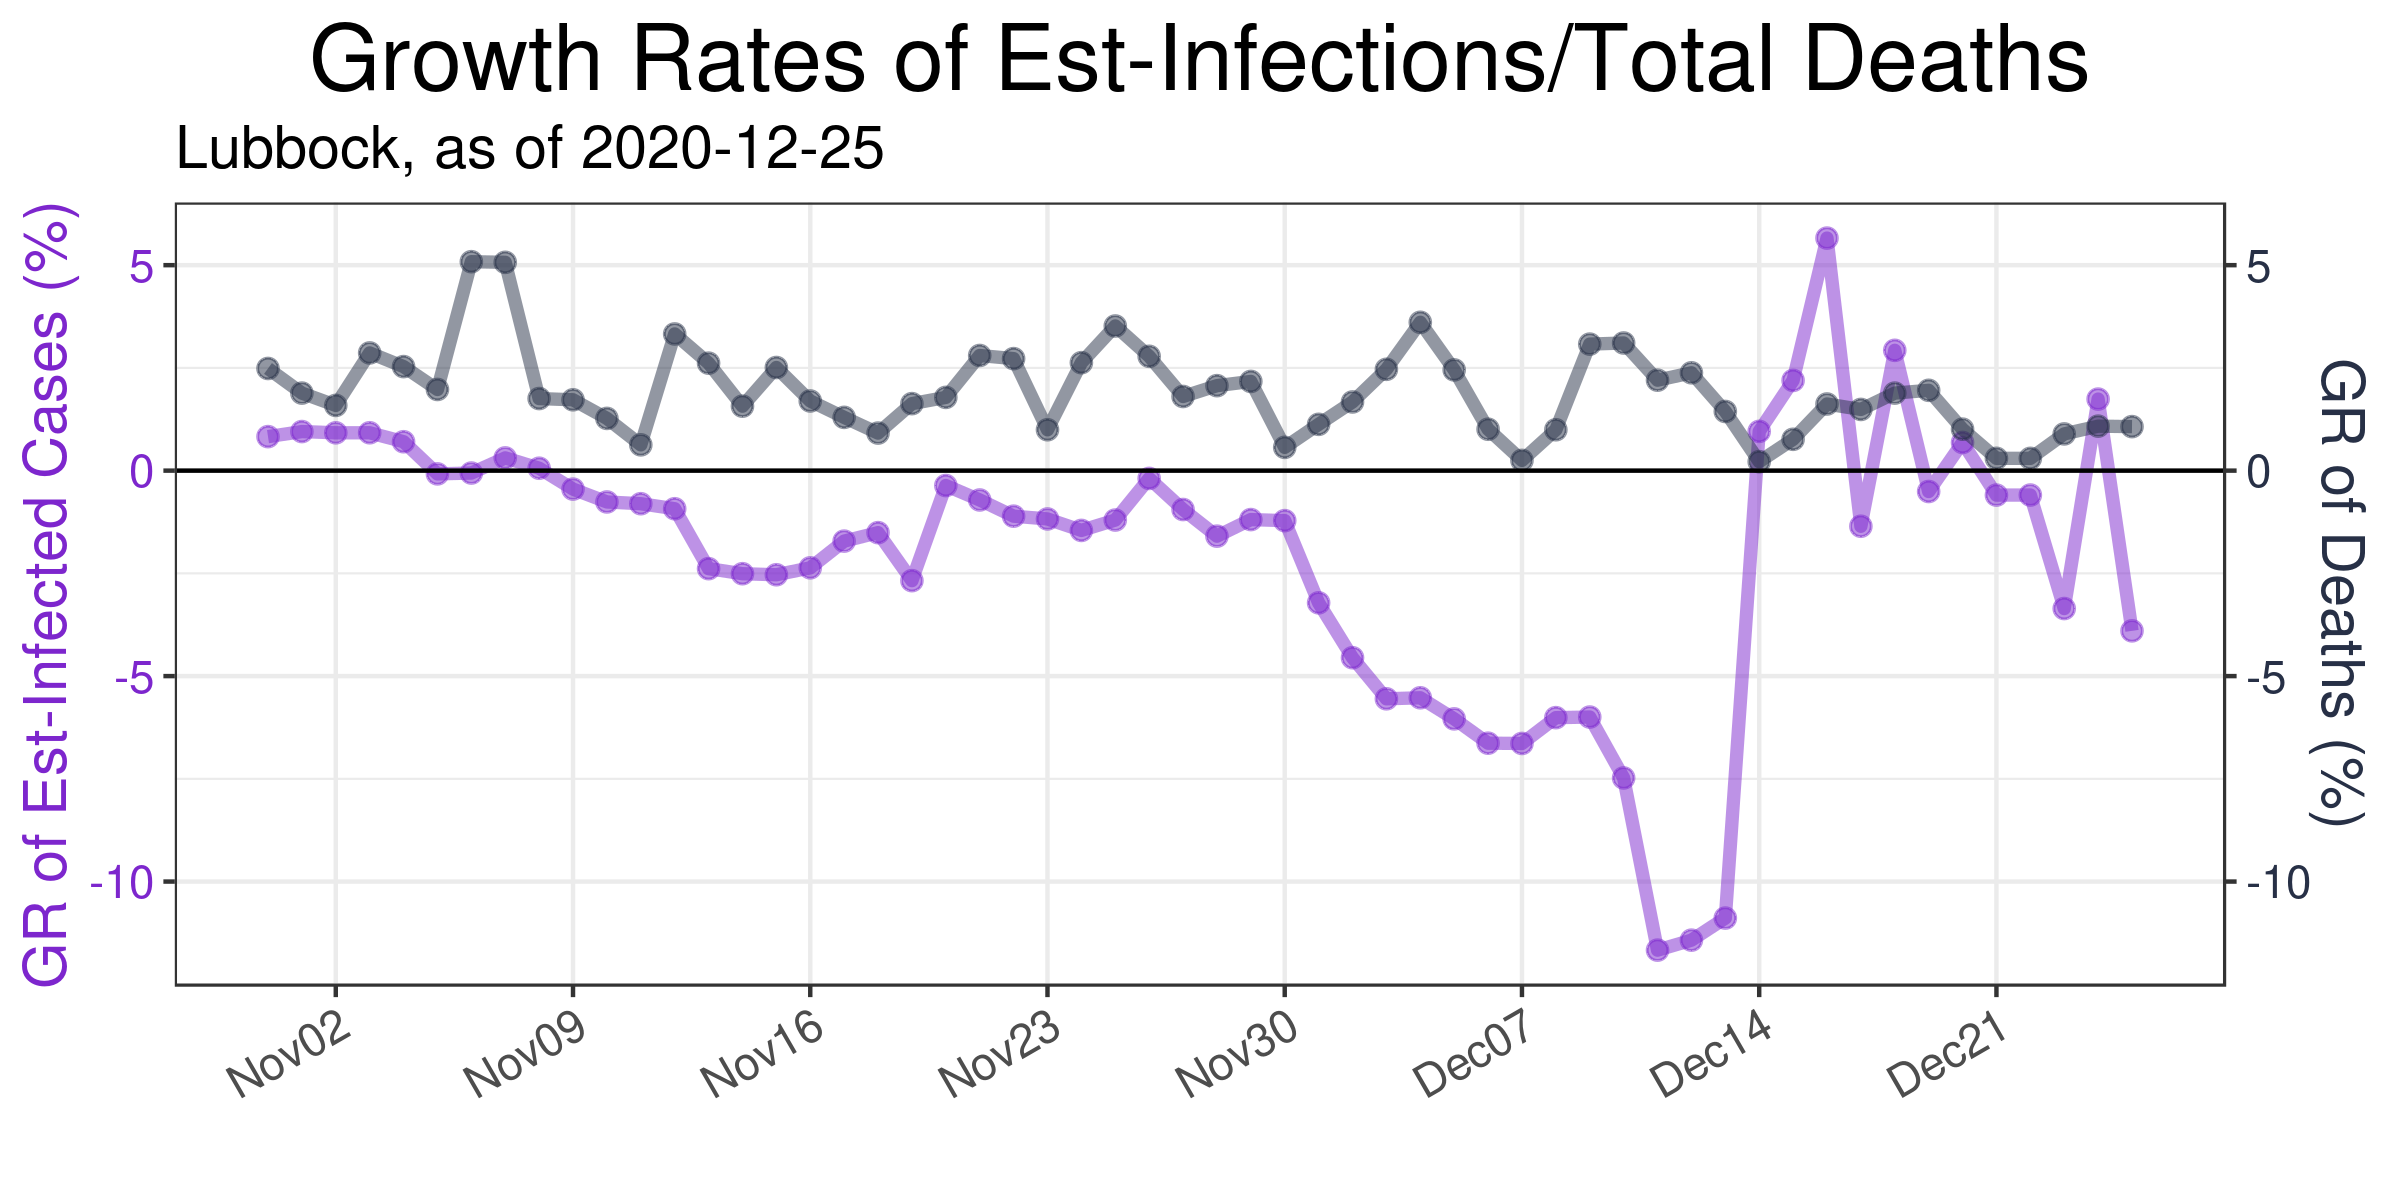 Growth Rates of Est-Infections/Total Deaths
Lubbock, as of 2020-12-25
GR of Est-Infected Cases (%)
5
0
-5
-10
5
0
-5
-10
GR of Deaths (%)
Nov02
Nov09
Nov16
Nov23
Nov30
Dec07
Dec14
Dec21